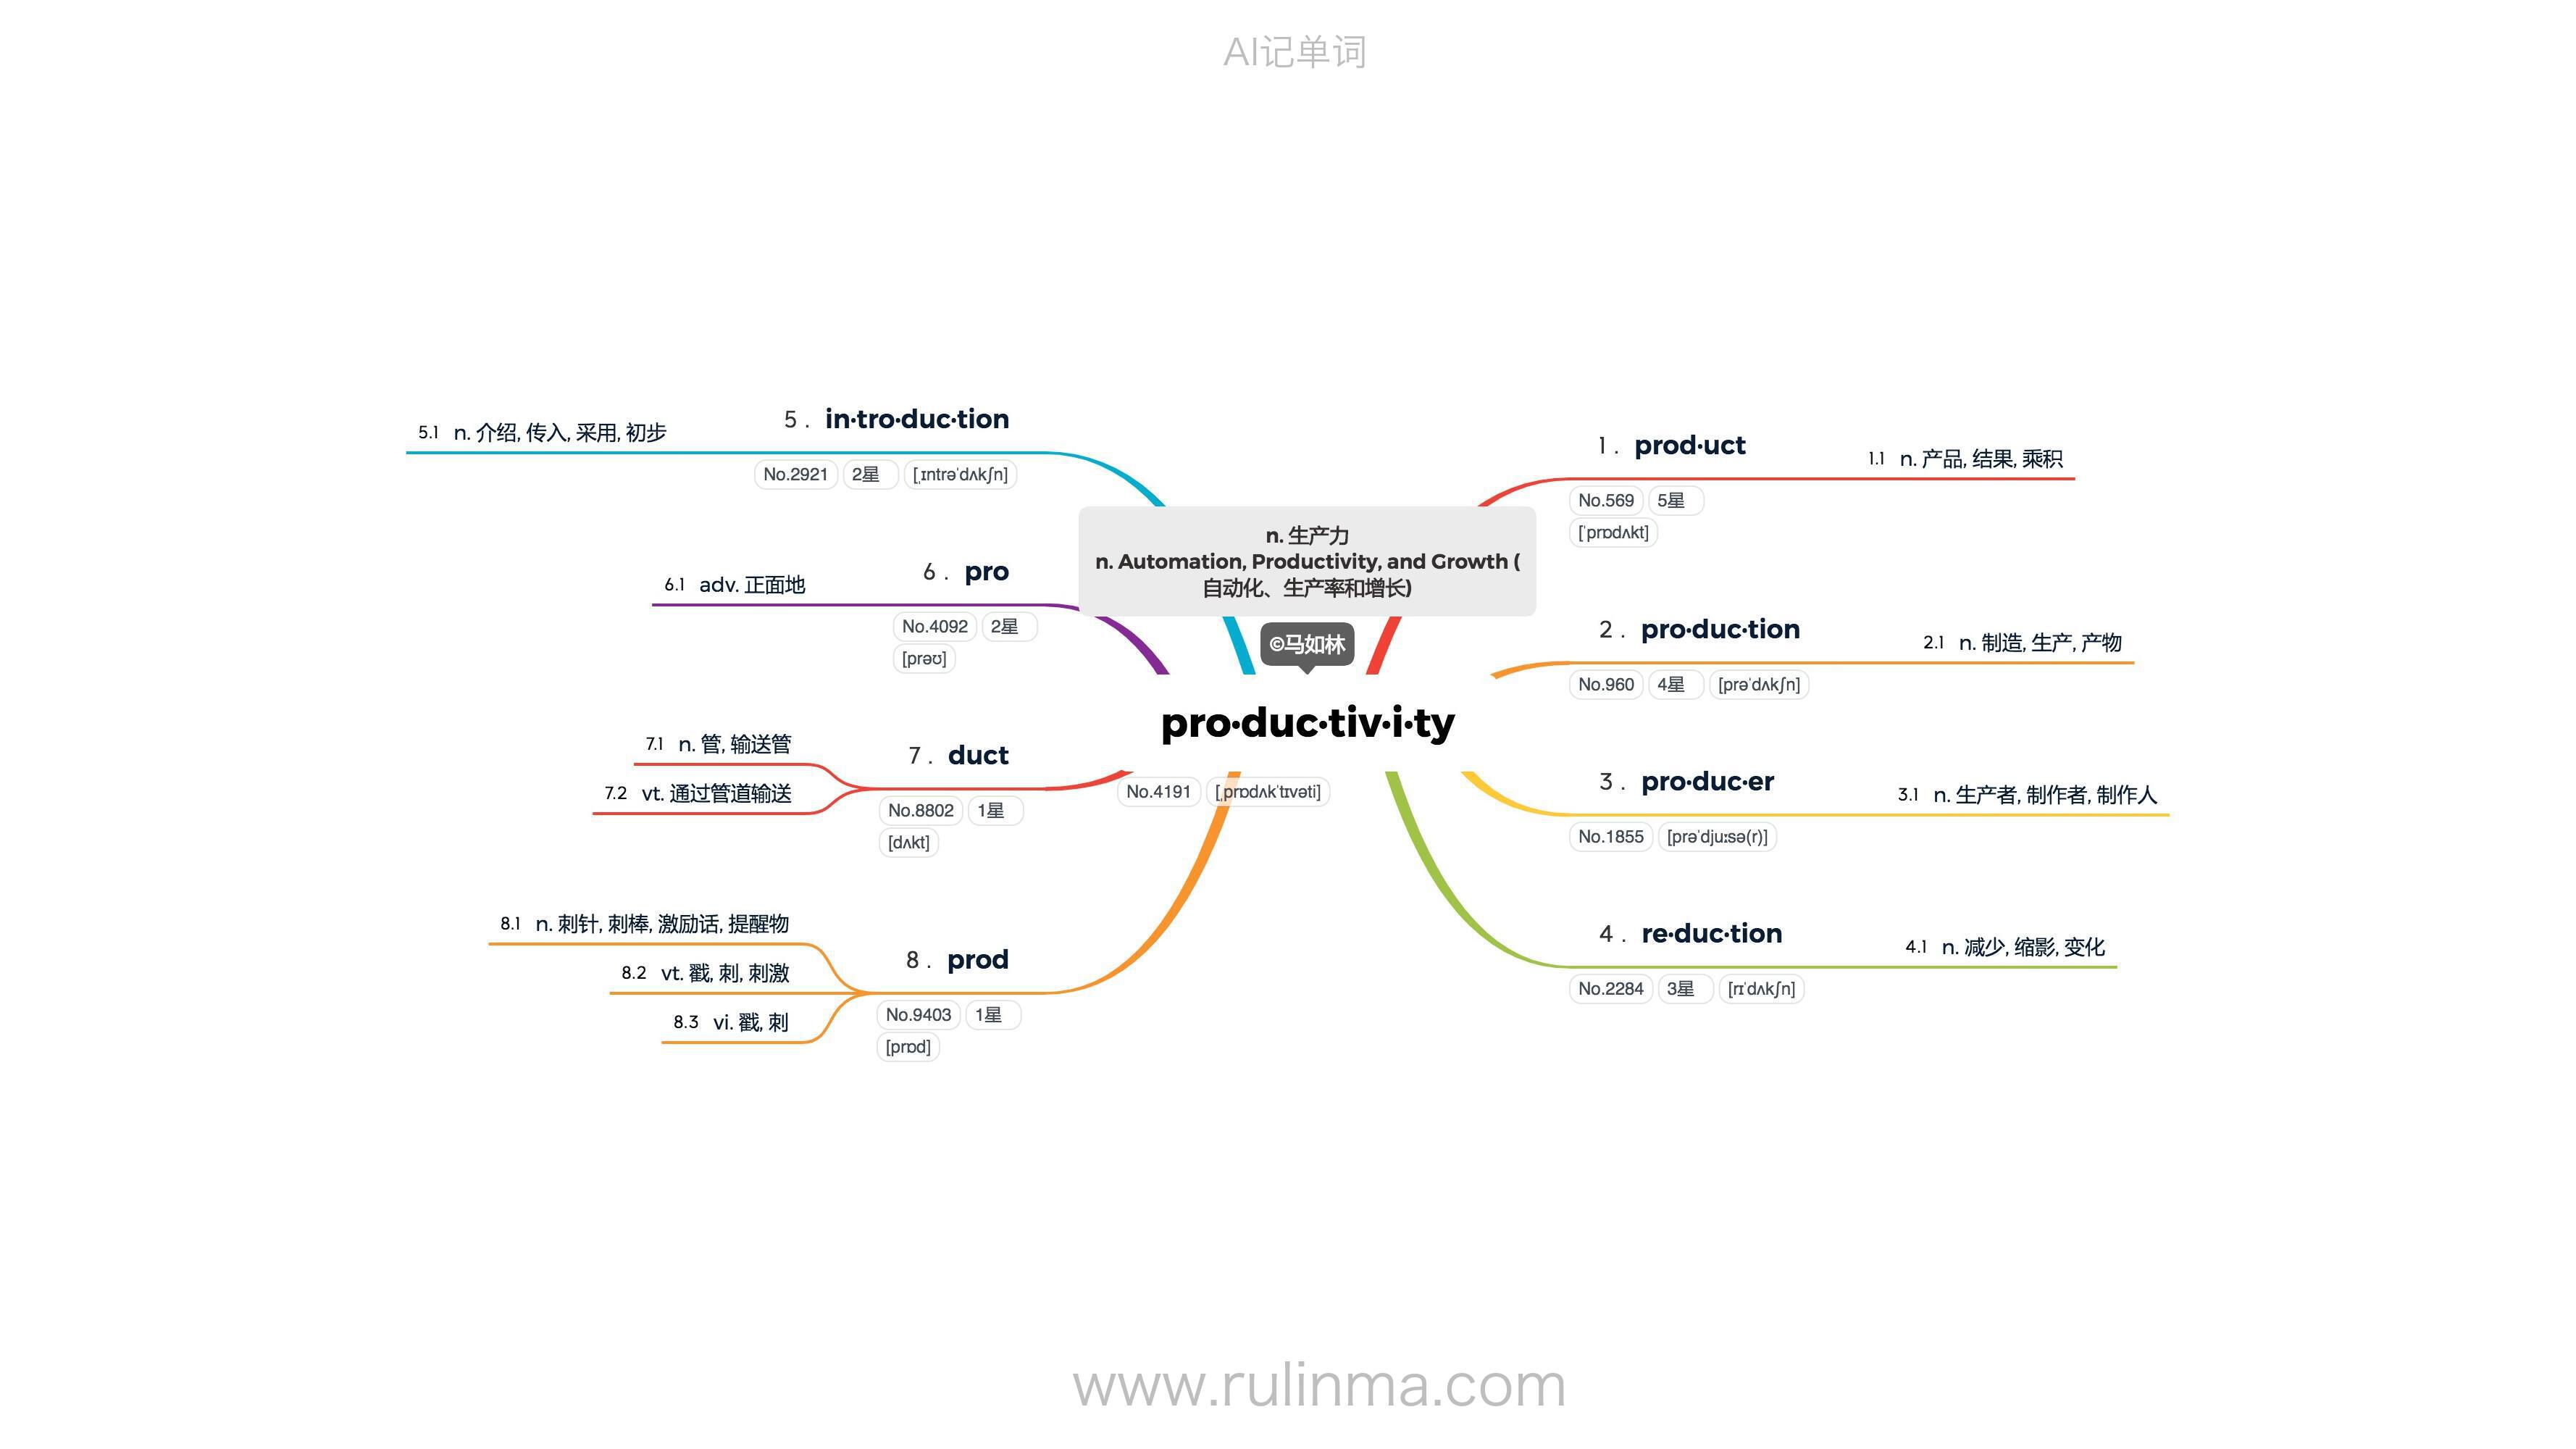 AI记单词
n. 生产力
n. Automation, Productivity, and Growth (
自动化、生产率和增长)
©马如林
pro·duc·tiv·i·ty
No.4191 [ˌprɒdʌkˈtɪvəti]
1 . prod·uct
No.569 5星
[ˈprɒdʌkt]
1.1 n. 产品, 结果, 乘积
2 . pro·duc·tion
No.960 4星 [prəˈdʌkʃn]
2.1 n. 制造, 生产, 产物
3 . pro·duc·er
No.1855 [prəˈdjuːsə(r)]
3.1 n. 生产者, 制作者, 制作人
4 . re·duc·tion
No.2284 3星 [rɪˈdʌkʃn]
4.1 n. 减少, 缩影, 变化
5 . in·tro·duc·tion
No.2921 2星 [ˌɪntrəˈdʌkʃn]
5.1 n. 介绍, 传入, 采用, 初步
6 . pro
No.4092 2星
[prəʊ]
6.1 adv. 正面地
7 . duct
No.8802 1星
[dʌkt]
7.1 n. 管, 输送管
7.2 vt. 通过管道输送
8 . prod
No.9403 1星
[prɒd]
8.1 n. 刺针, 刺棒, 激励话, 提醒物
8.2 vt. 戳, 刺, 刺激
8.3 vi. 戳, 刺
www.rulinma.com